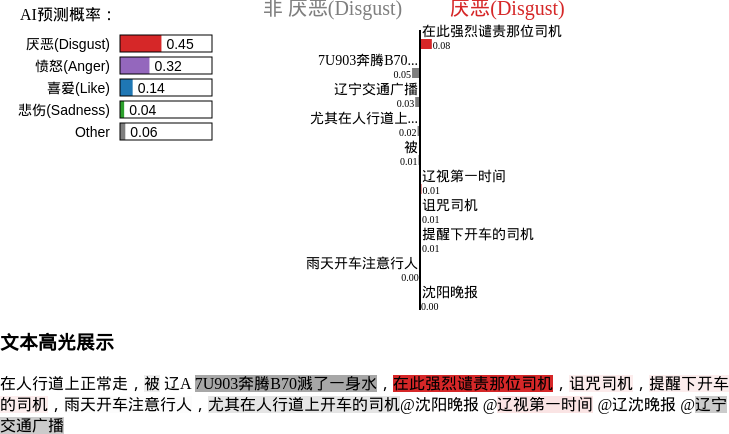 AI预测概率：
厌恶(Disgust) 0.45
愤怒(Anger) 0.32
喜爱(Like) 0.14
悲伤(Sadness) 0.04
Other 0.06
非 厌恶(Disgust) 厌恶(Disgust)
在此强烈谴责那位司机
0.08
7U903奔腾B70...
0.05
辽宁交通广播
0.03
尤其在人行道上...
0.02
被
0.01
辽视第一时间
0.01
诅咒司机
0.01
提醒下开车的司机
0.01
雨天开车注意行人
0.00
沈阳晚报
0.00
文本高光展示
在人行道上正常走，被 辽A 7U903奔腾B70溅了一身水，在此强烈谴责那位司机，诅咒司机，提醒下开车
的司机，雨天开车注意行人，尤其在人行道上开车的司机@沈阳晚报 @辽视第一时间 @辽沈晚报 @辽宁
交通广播